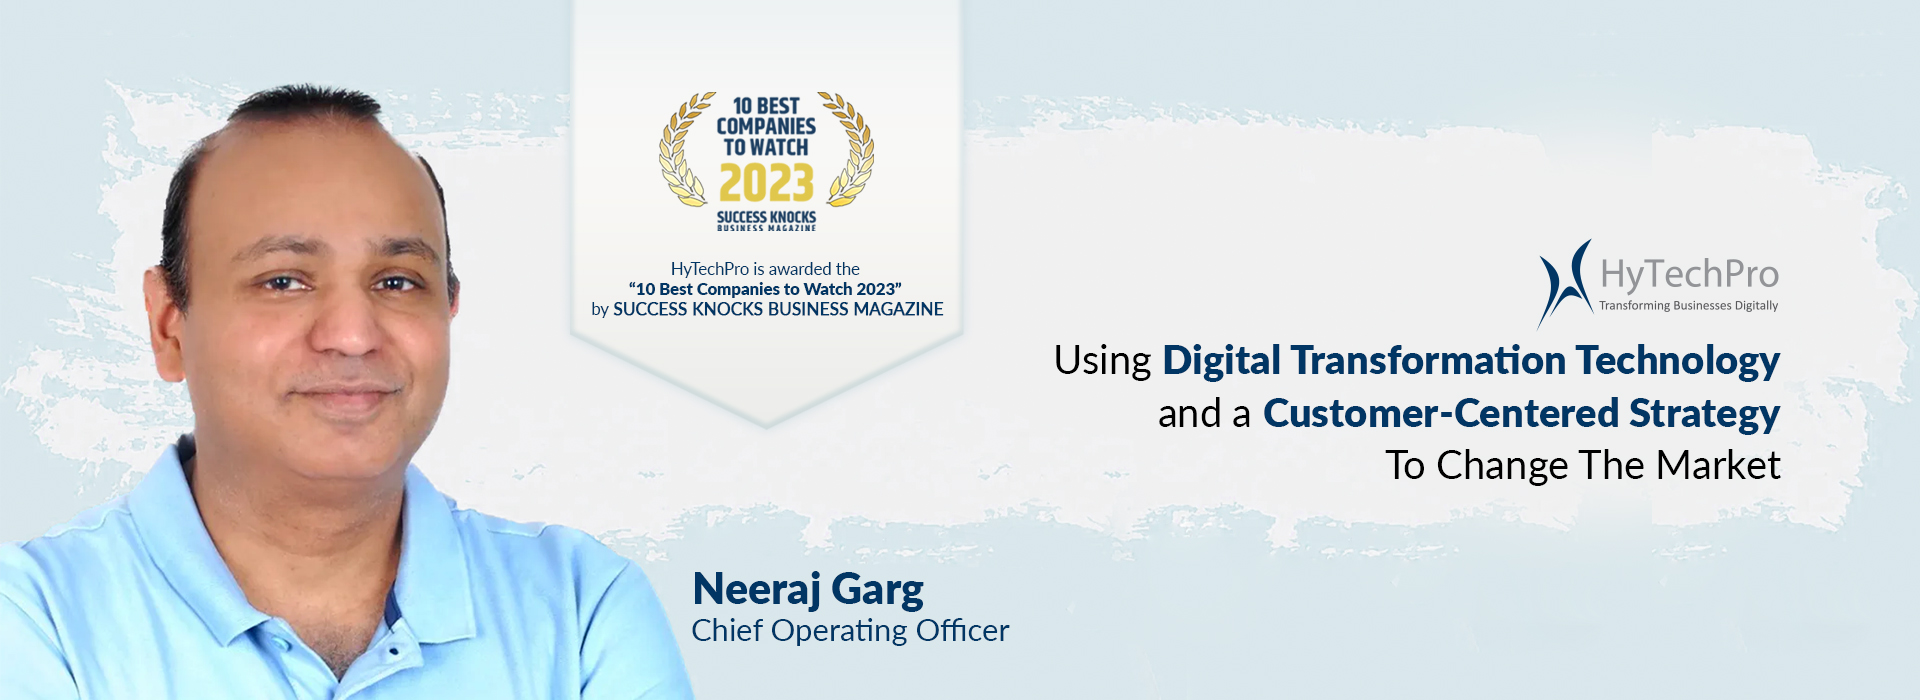 10 BEST
COMPANIES
TO WATCH
2023
SUCCESS KNOCKS
BUSINESS MAGAZINE
HyTechPro is awarded the
“10 Best Companies to Watch 2023”
by SUCCESS KNOCKS BUSINESS MAGAZINE
HyTechPro
Transforming Businesses Digitally
Using Digital Transformation Technology
and a Customer-Centered Strategy
To Change The Market
Neeraj Garg
Chief Operating Officer